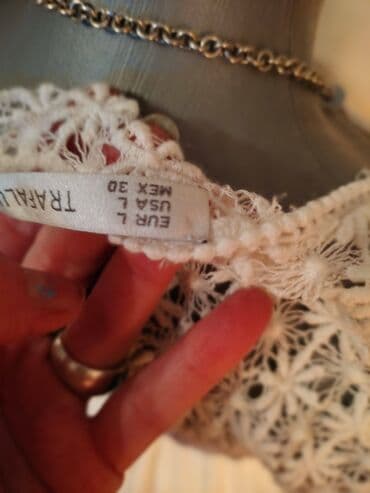 EUR L
USA L
MEX 30
TRAFALU